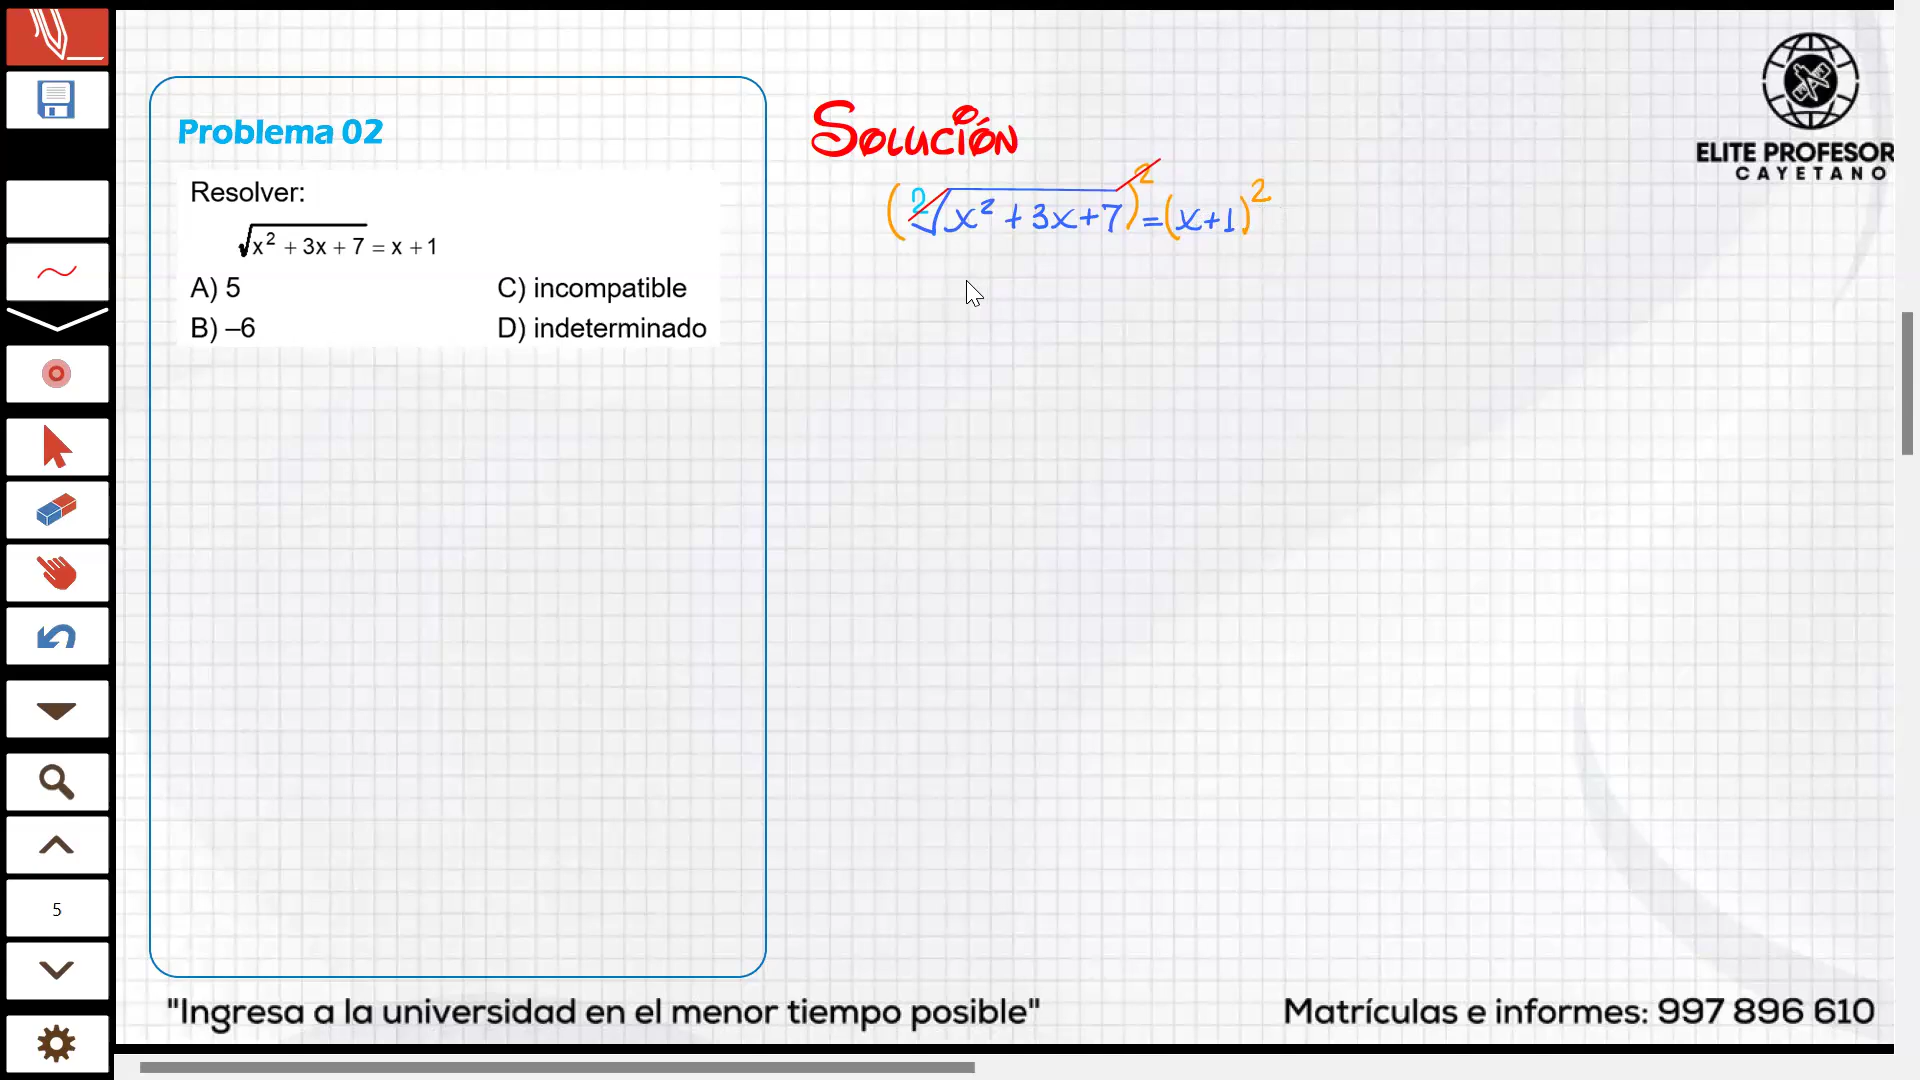 Problema 02
Resolver:
√x² + 3x + 7 = x + 1
A) 5
C) incompatible
B) –6
D) indeterminado
Solución
(²√x² + 3x + 7)² = (x+1)²
ELITE PROFESOR
CAYETANO
5
"Ingresa a la universidad en el menor tiempo posible"
Matrículas e informes: 997 896 610